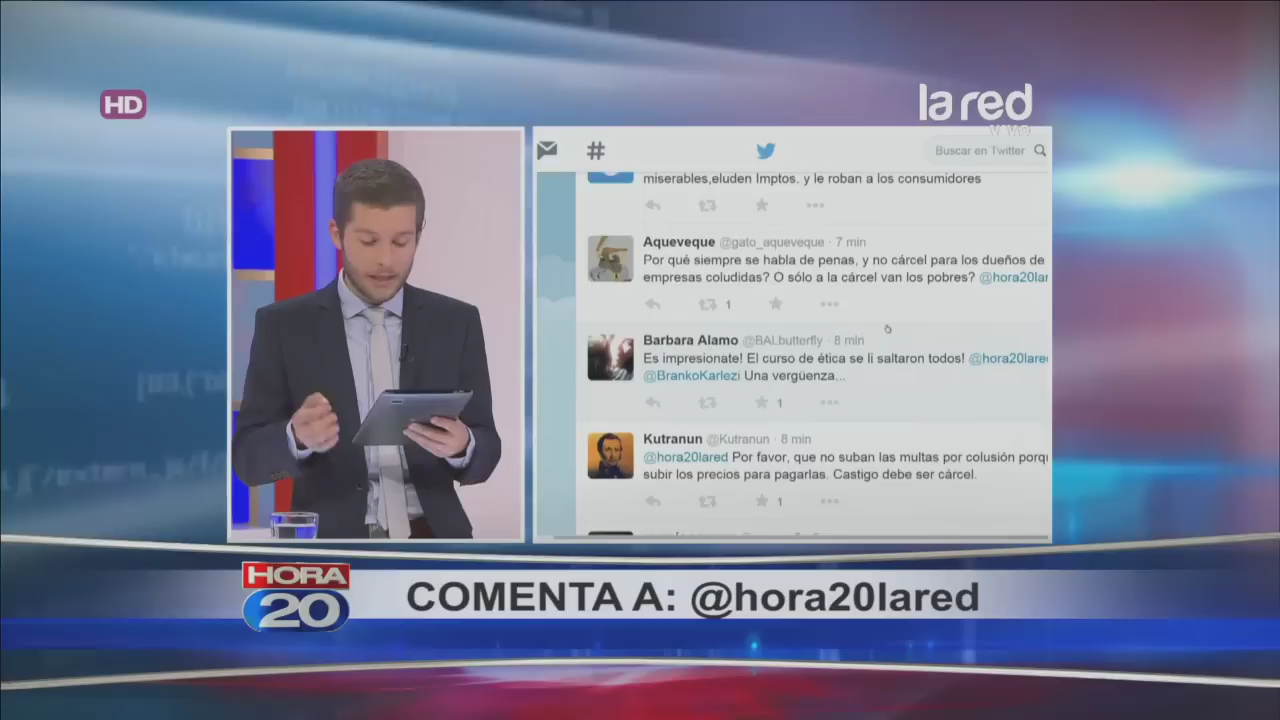 HD
la red
VIVO
#
Buscar en Twitter
miserables,eluden Imptos. y le roban a los consumidores
Aqueveque @gato_aqueveque · 7 min
Por qué siempre se habla de penas, y no cárcel para los dueños de
empresas coludidas? O sólo a la cárcel van los pobres? @hora20lar
1
Barbara Alamo @BALbutterfly · 8 min
Es impresionate! El curso de ética se li saltaron todos! @hora20lared
@BrankoKarlezi Una vergüenza...
1
Kutranun @Kutranun · 8 min
@hora20lared Por favor, que no suban las multas por colusión porq
subir los precios para pagarlas. Castigo debe ser cárcel.
1
HORA
20
COMENTA A: @hora20lared